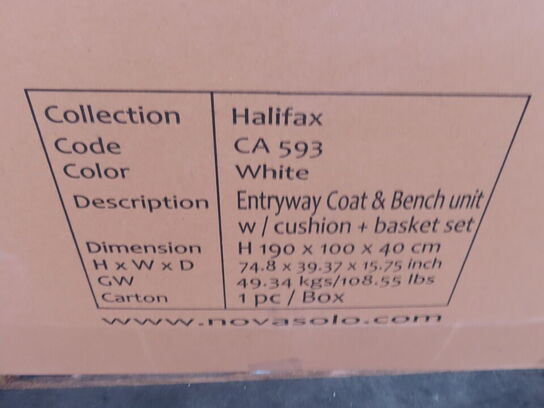 Collection Halifax
Code CA 593
Color White
Description Entryway Coat & Bench unit
w / cushion + basket set
Dimension H 190 x 100 x 40 cm
H x W x D 74.8 x 39.37 x 15.75 inch
GW 49.34 kgs/108.55 lbs
Carton 1 pc / Box
www.novasolo.com